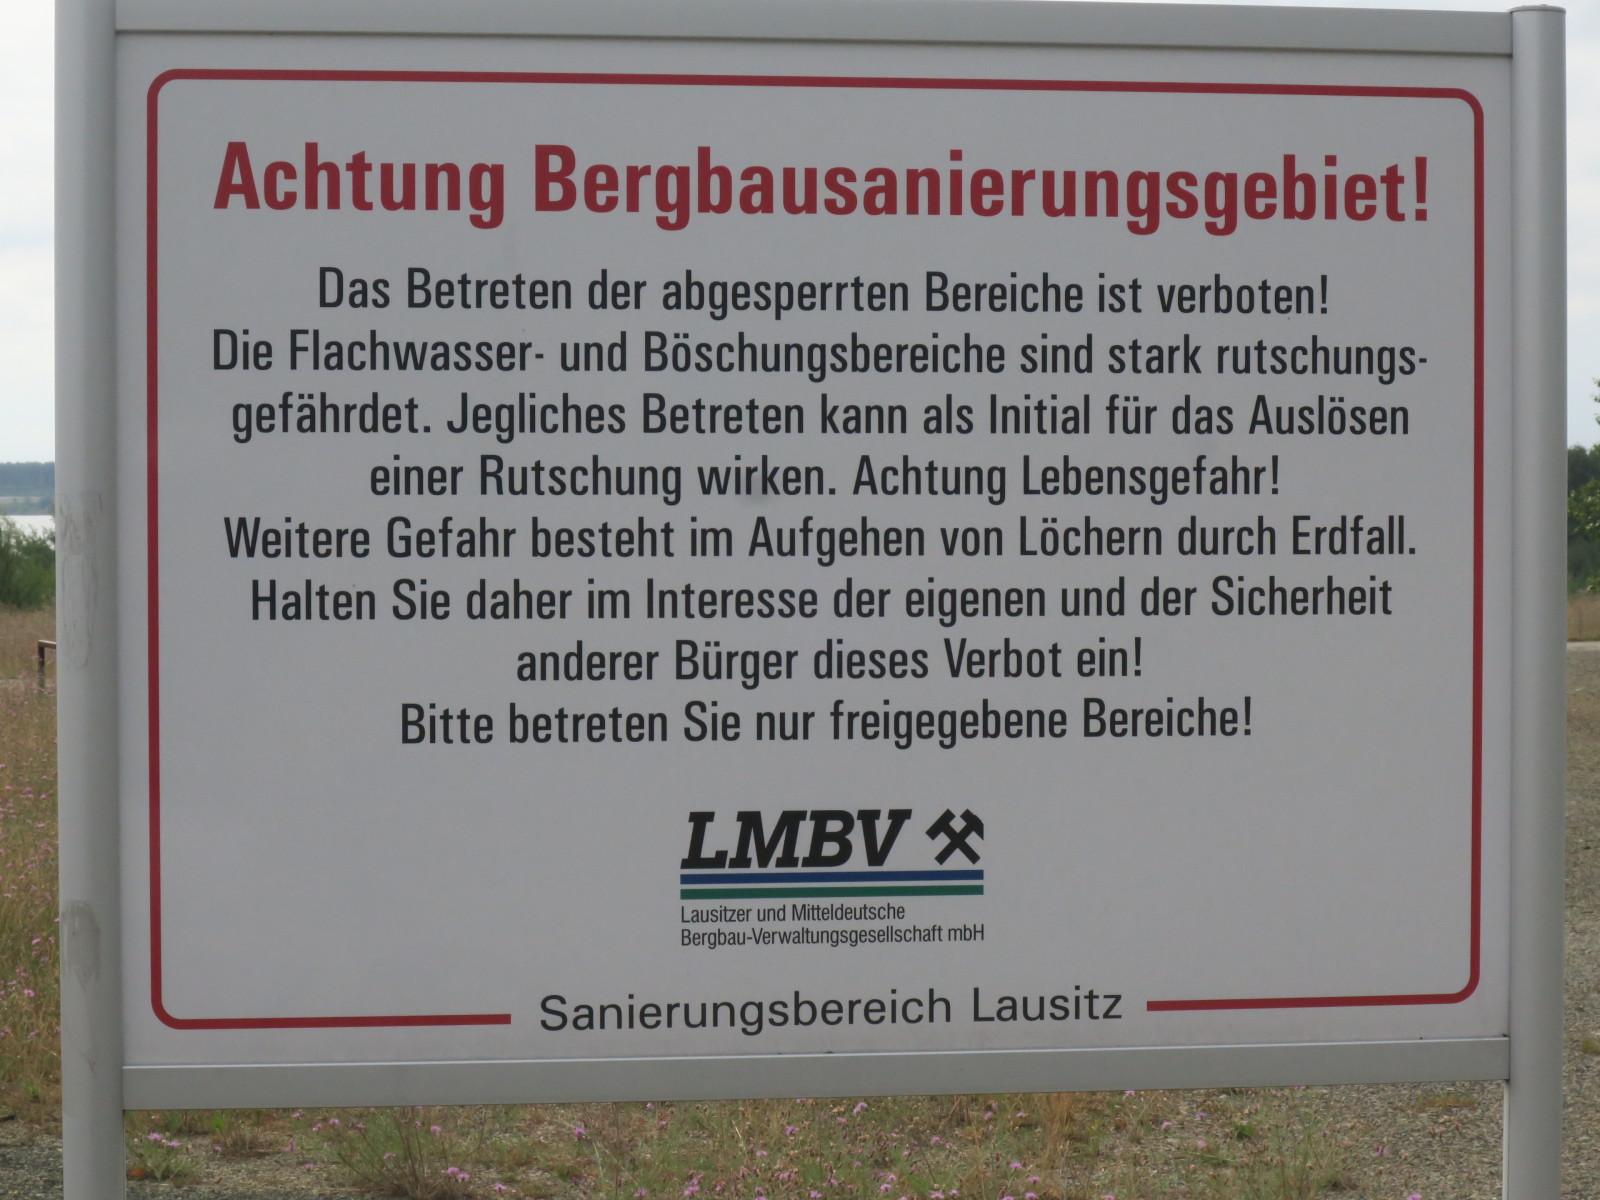 Achtung Bergbausanierungsgebiet!
Das Betreten der abgesperrten Bereiche ist verboten!
Die Flachwasser- und Böschungsbereiche sind stark rutschungs-
gefährdet. Jegliches Betreten kann als Initial für das Auslösen
einer Rutschung wirken. Achtung Lebensgefahr!
Weitere Gefahr besteht im Aufgehen von Löchern durch Erdfall.
Halten Sie daher im Interesse der eigenen und der Sicherheit
anderer Bürger dieses Verbot ein!
Bitte betreten Sie nur freigegebene Bereiche!
LMBV
Lausitzer und Mitteldeutsche
Bergbau-Verwaltungsgesellschaft mbH
Sanierungsbereich Lausitz